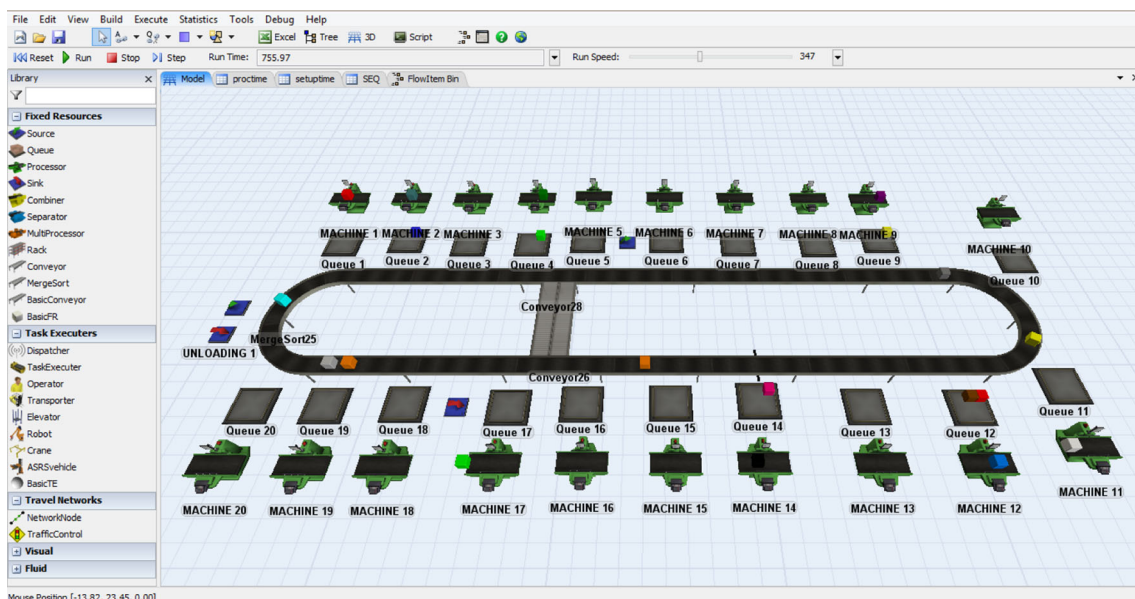 File Edit View Build Execute Statistics Tools Debug Help
Excel Tree 3D Script
Reset Run Stop Step Run Time: 755.97 Run Speed: 347
Library Model proctime setuptime SEQ FlowItem Bin
Fixed Resources
Source
Queue
Processor
Sink
Combiner
Separator
MultiProcessor
Rack
Conveyor
MergeSort
BasicConveyor
BasicFR
Task Executers
Dispatcher
TaskExecuter
Operator
Transporter
Elevator
Robot
Crane
ASRSvehicle
BasicTE
Travel Networks
NetworkNode
TrafficControl
Visual
Fluid
MACHINE 1 MACHINE 2 MACHINE 3 MACHINE 5 MACHINE 6 MACHINE 7 MACHINE 8 MACHINE 9 MACHINE 10
Queue 1 Queue 2 Queue 3 Queue 4 Queue 5 Queue 6 Queue 7 Queue 8 Queue 9 Queue 10
Conveyor28
MergeSort25
UNLOADING 1
Conveyor26
Queue 20 Queue 19 Queue 18 Queue 17 Queue 16 Queue 15 Queue 14 Queue 13 Queue 12 Queue 11
MACHINE 20 MACHINE 19 MACHINE 18 MACHINE 17 MACHINE 16 MACHINE 15 MACHINE 14 MACHINE 13 MACHINE 12 MACHINE 11
Mouse Position [-13.82, 23.45, 0.00]